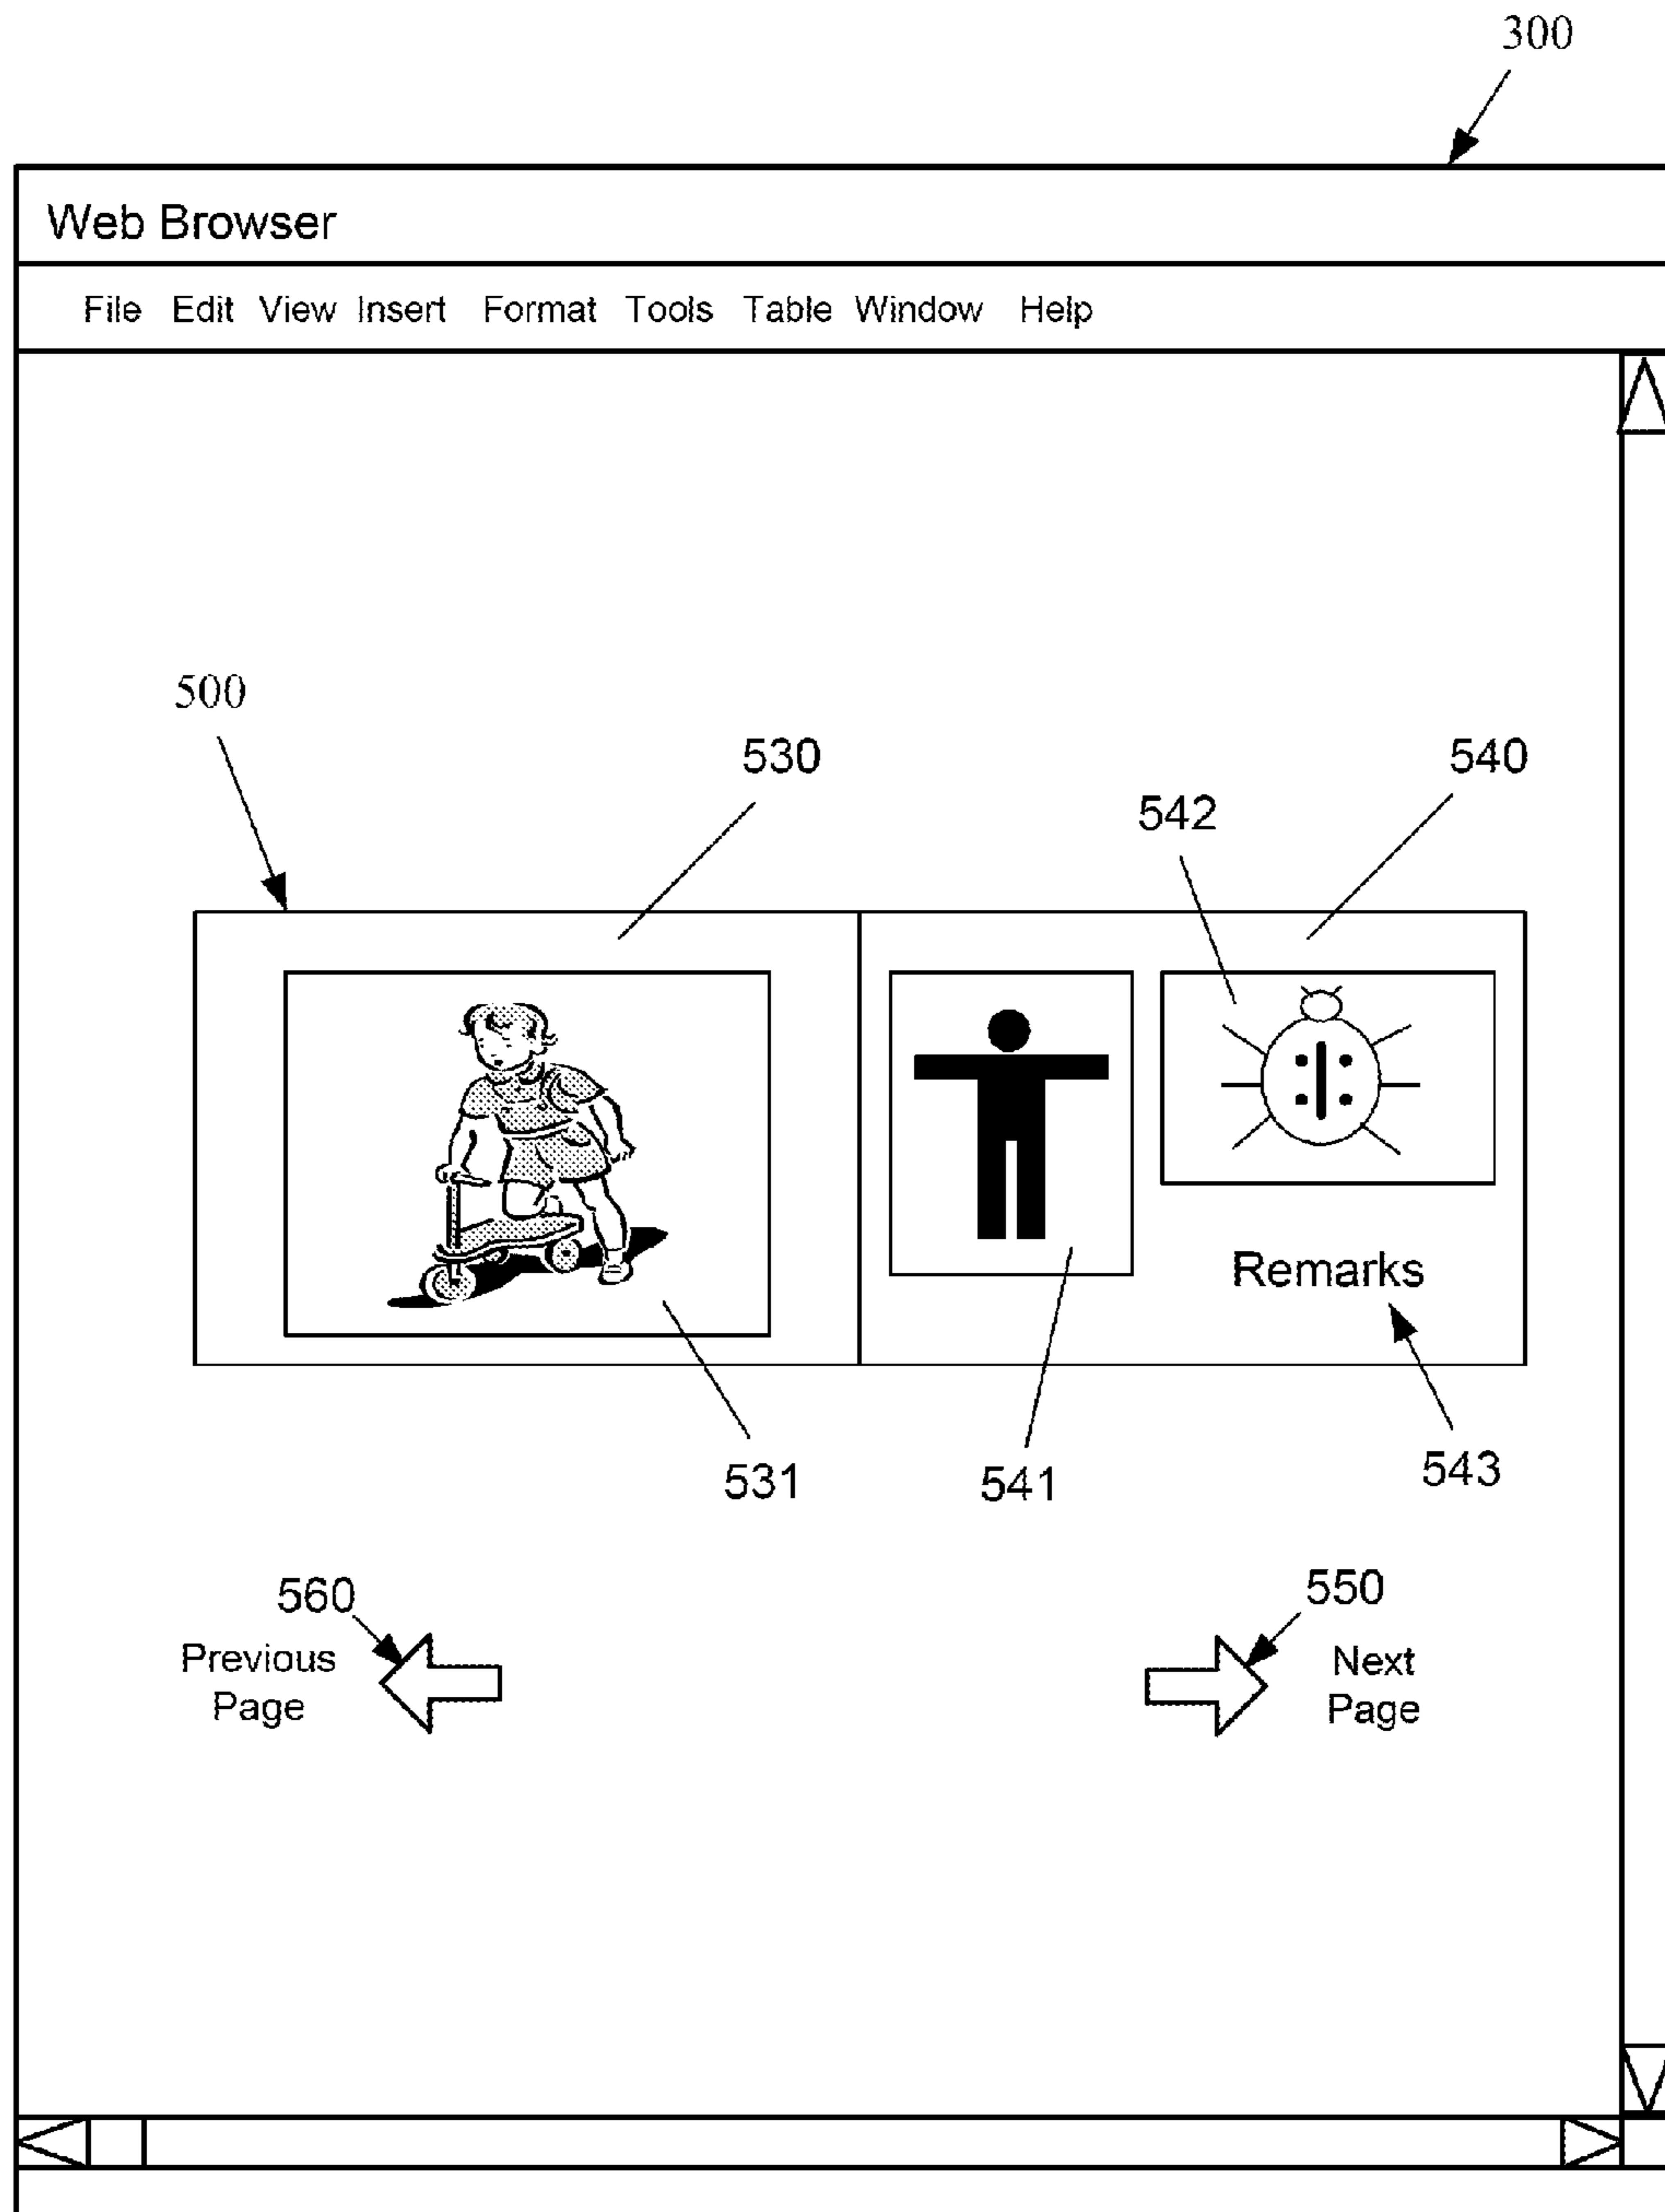 300
Web Browser
File Edit View Insert Format Tools Table Window Help
500
530
540
542
Remarks
531
541
543
560
550
Previous
Page
Next
Page